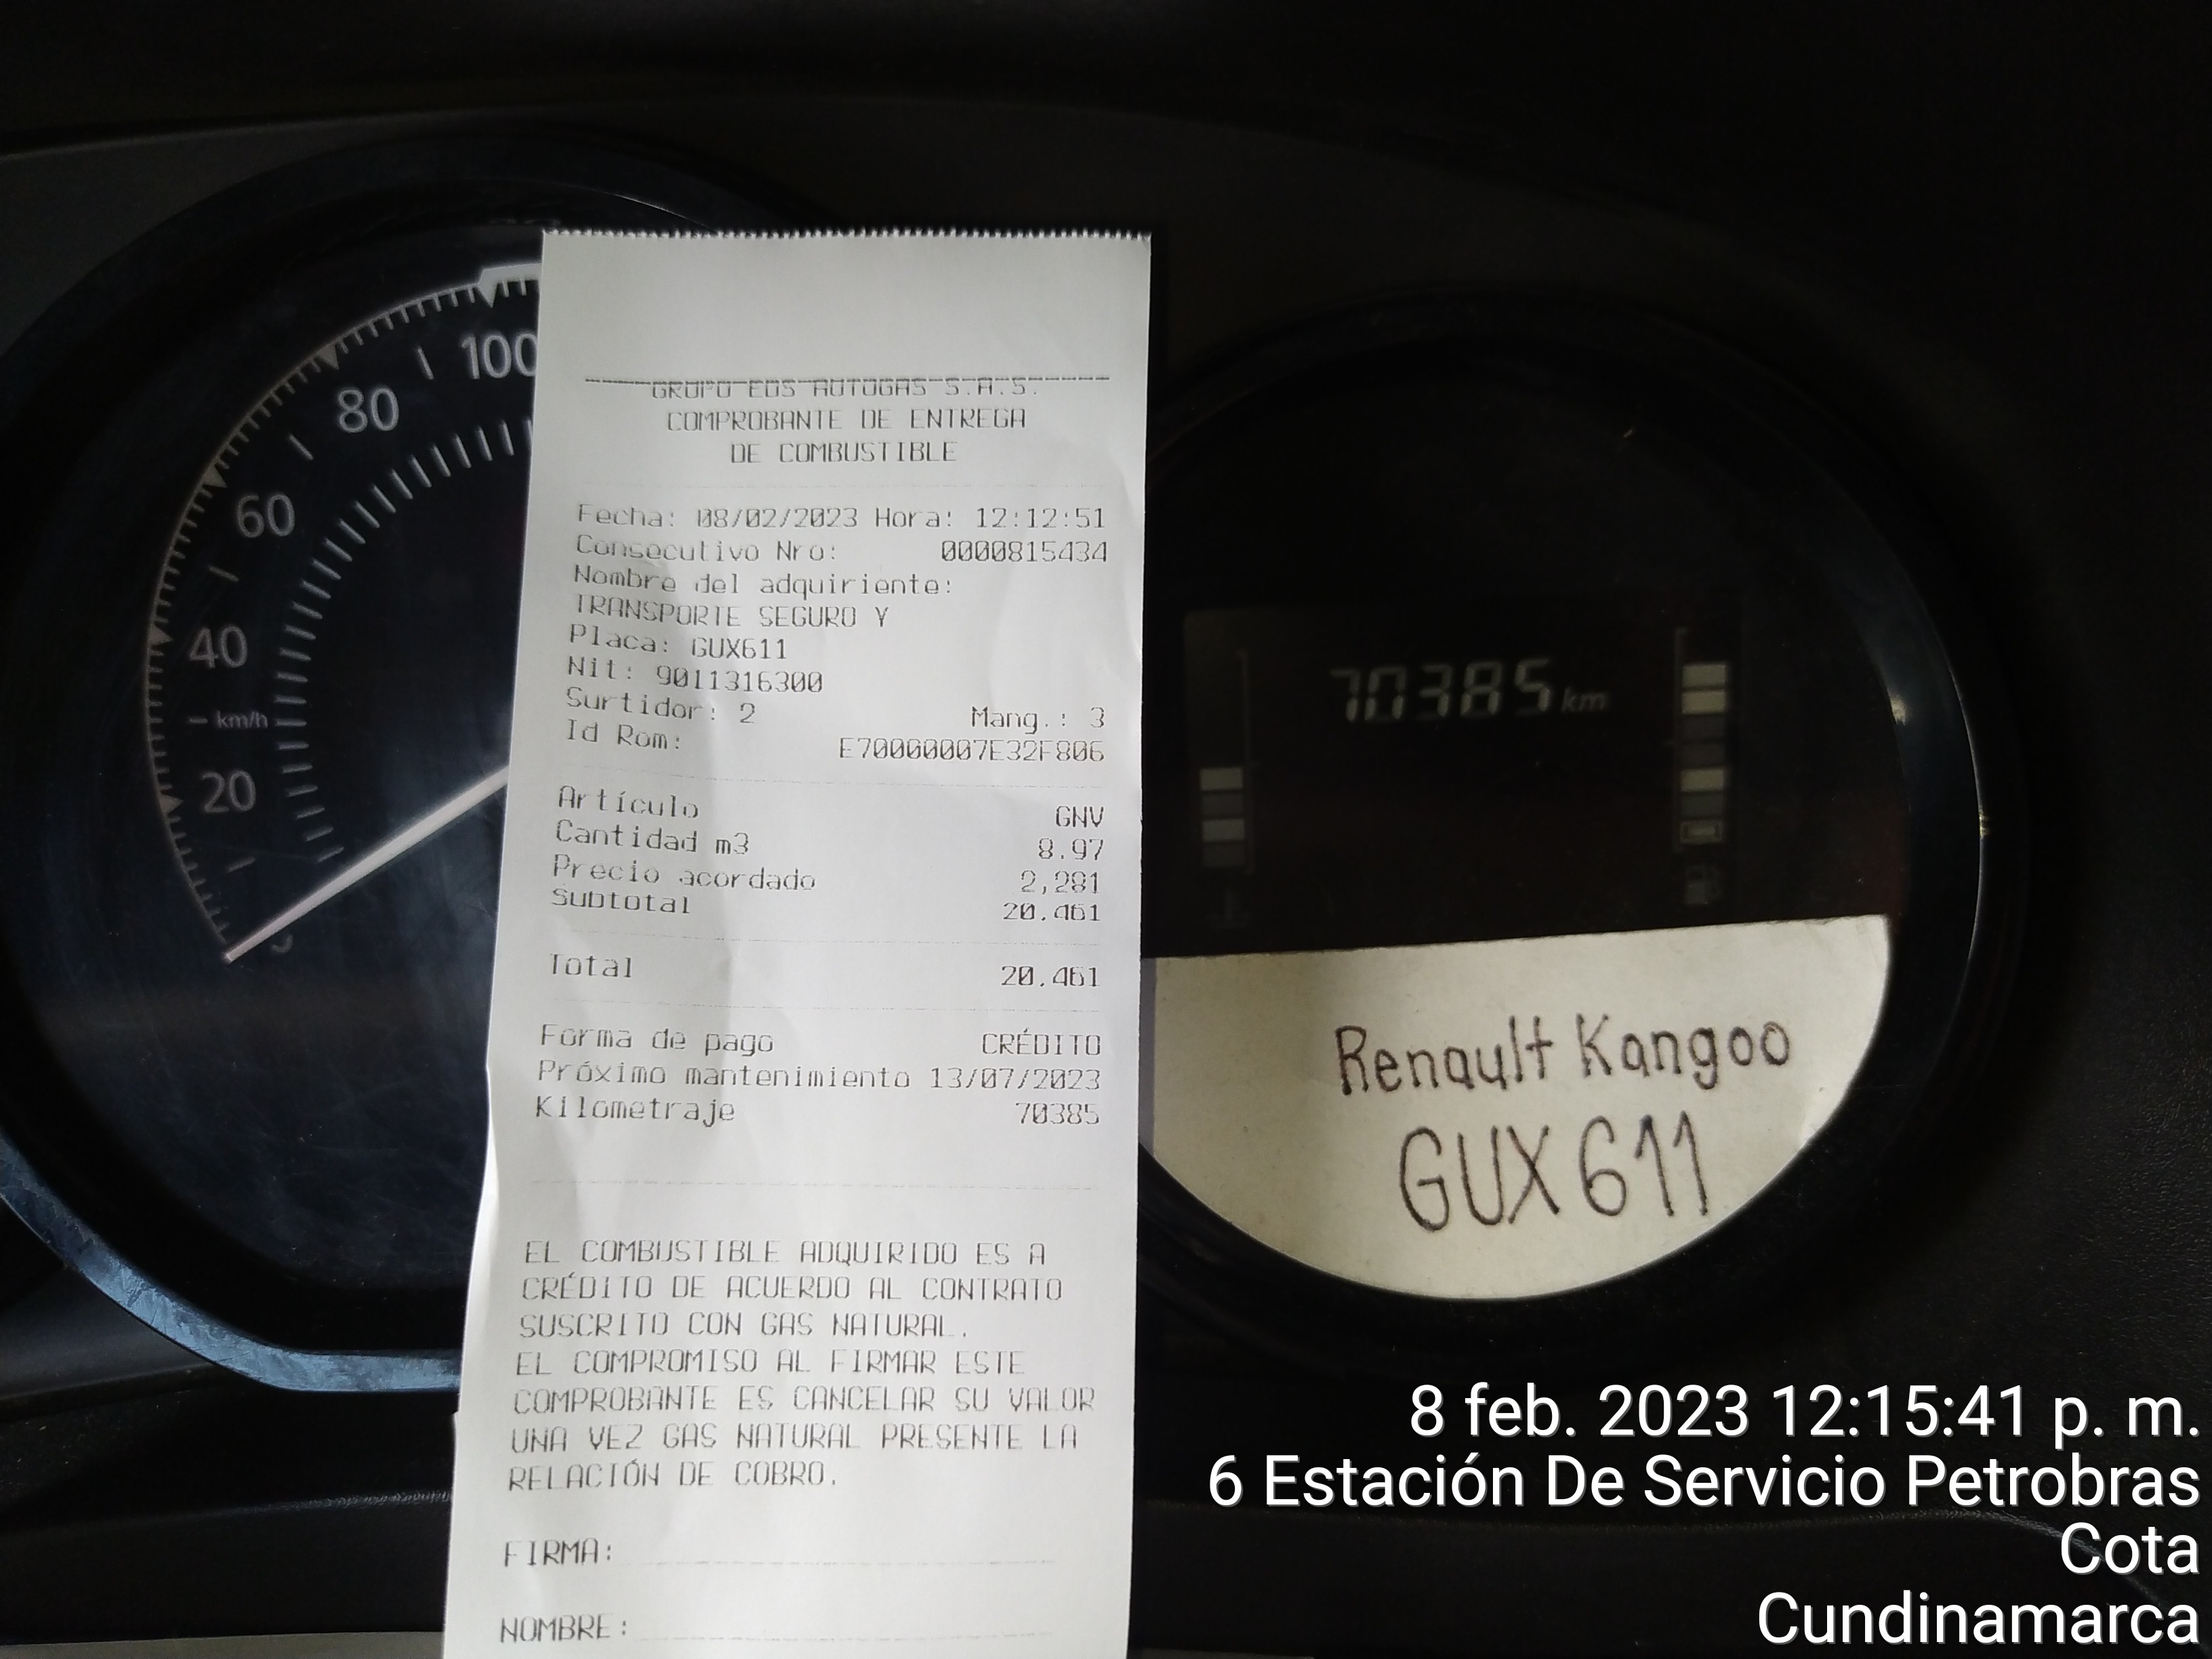 GRUPO EDS AUTOGAS S.A.S.
COMPROBANTE DE ENTREGA
DE COMBUSTIBLE
Fecha: 08/02/2023 Hora: 12:12:51
Consecutivo Nro: 0000815434
Nombre del adquiriente:
TRANSPORTE SEGURO Y
Placa: GUX611
Nit: 9011316300
Surtidor: 2 Mang.: 3
Id Rom: E70000007E32F806
Artículo GNV
Cantidad m3 8.97
Precio acordado 2,281
Subtotal 20.461
Total 20.461
Forma de pago CRÉDITO
Próximo mantenimiento 13/07/2023
Kilometraje 70385
EL COMBUSTIBLE ADQUIRIDO ES A
CRÉDITO DE ACUERDO AL CONTRATO
SUSCRITO CON GAS NATURAL.
EL COMPROMISO AL FIRMAR ESTE
COMPROBANTE ES CANCELAR SU VALOR
UNA VEZ GAS NATURAL PRESENTE LA
RELACIÓN DE COBRO.
FIRMA:
NOMBRE:
100
80
60
40
km/h
20
70385 km
Renault Kangoo
GUX611
8 feb. 2023 12:15:41 p. m.
6 Estación De Servicio Petrobras
Cota
Cundinamarca